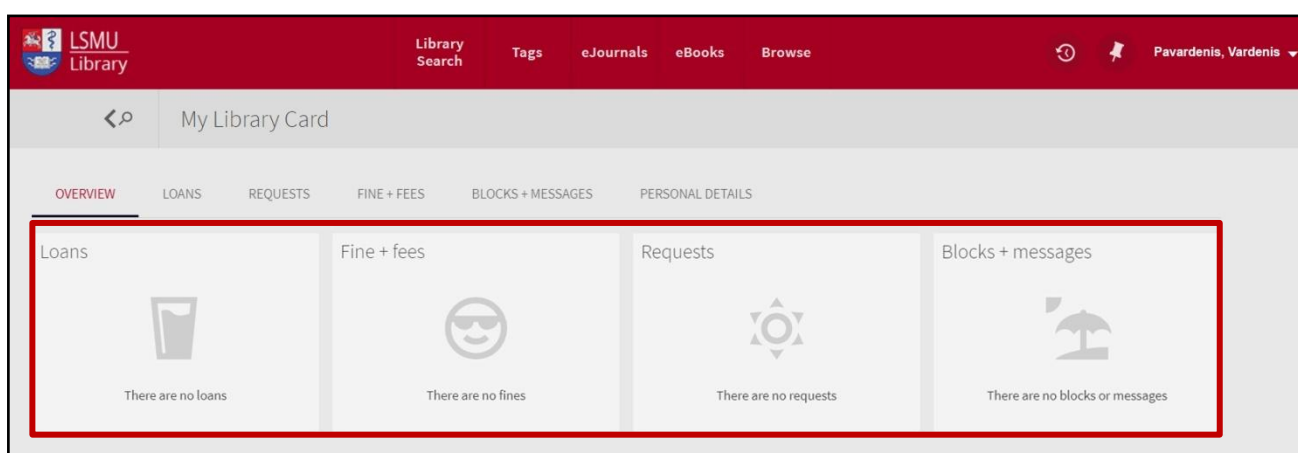 LSMU
Library
Library
Search
Tags
eJournals
eBooks
Browse
Pavardenis, Vardenis
My Library Card
OVERVIEW
LOANS
REQUESTS
FINE + FEES
BLOCKS + MESSAGES
PERSONAL DETAILS
Loans
There are no loans
Fine + fees
There are no fines
Requests
There are no requests
Blocks + messages
There are no blocks or messages